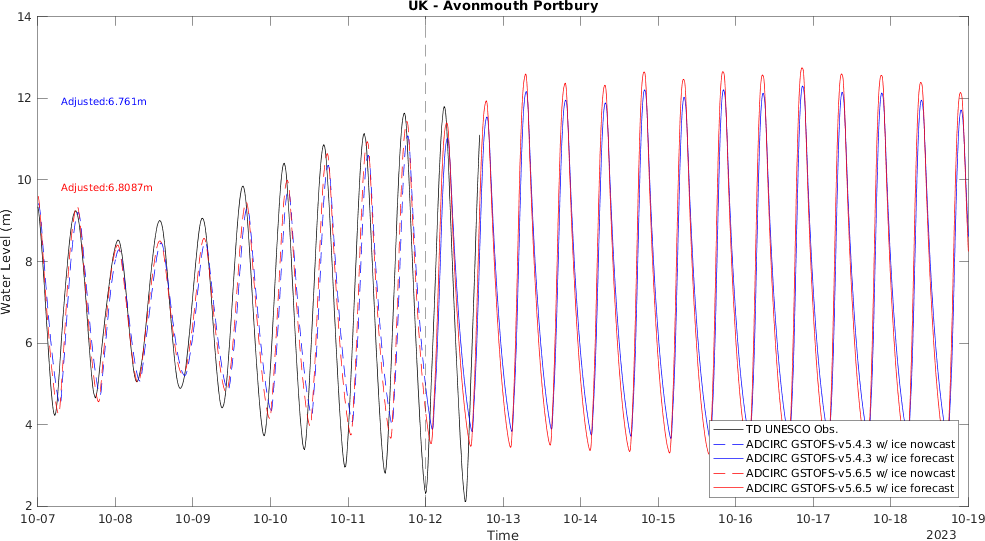 UK - Avonmouth Portbury
14
12
10
8
6
4
2
Water Level (m)
Adjusted:6.761m
Adjusted:6.8087m
TD UNESCO Obs.
ADCIRC GSTOFS-v5.4.3 w/ ice nowcast
ADCIRC GSTOFS-v5.4.3 w/ ice forecast
ADCIRC GSTOFS-v5.6.5 w/ ice nowcast
ADCIRC GSTOFS-v5.6.5 w/ ice forecast
10-07 10-08 10-09 10-10 10-11 10-12 10-13 10-14 10-15 10-16 10-17 10-18 10-19
Time
2023